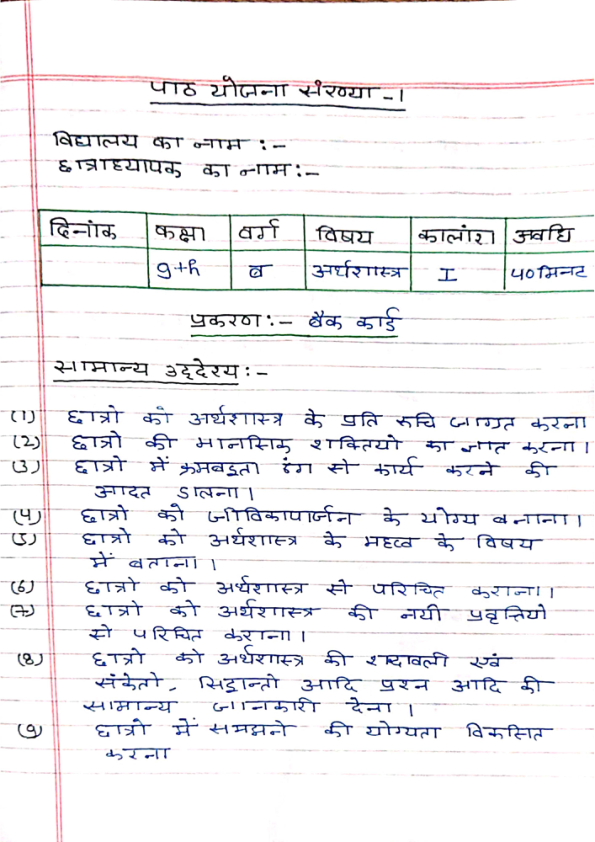 पाठ योजना संख्या -1
विद्यालय का नाम :-
छात्राध्यापक का नाम:-
दिनांक कक्षा वर्ग विषय कालांश अवधि
9th ब अर्थशास्त्र I 40 मिनट
प्रकरण:- बैंक कार्ड
सामान्य उद्देश्य:-
(1) छात्रो को अर्थशास्त्र के प्रति रूचि जाग्रत करना
(2) छात्रो की मानसिक शक्तियो का ज्ञात करना।
(3) छात्रो में क्रमबद्धता ढंग से कार्य करने की
आदत डालना।
(4) छात्रो को जीविकापार्जन के योग्य बनाना।
(5) छात्रो को अर्थशास्त्र के महत्व के विषय
में बताना।
(6) छात्रो को अर्थशास्त्र से परिचित कराना।
(7) छात्रो को अर्थशास्त्र की नयी प्रवृत्तियो
से परिचित कराना।
(8) छात्रो को अर्थशास्त्र की शब्दावली एवं
संकेतो, सिद्वान्तो आदि प्रश्न आदि की
सामान्य जानकारी देना।
(9) छात्रो में समझने की योग्यता विकसित
करना